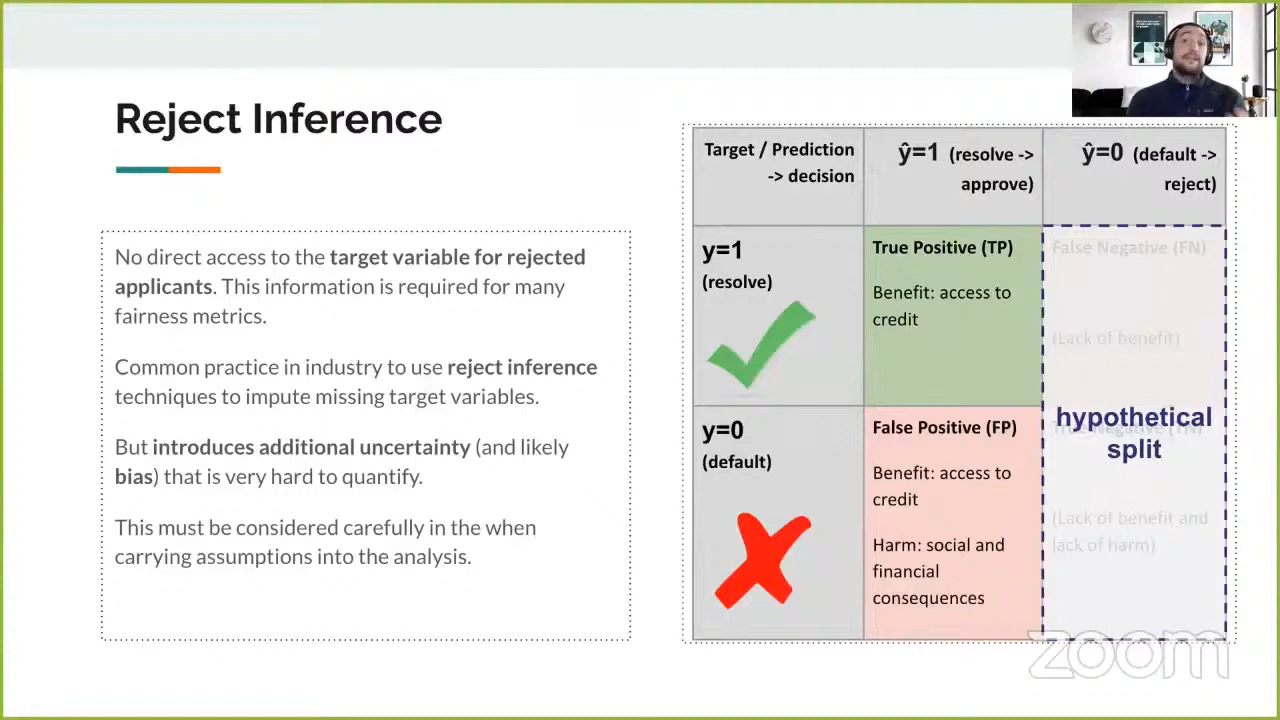 Reject Inference
No direct access to the target variable for rejected
applicants. This information is required for many
fairness metrics.
Common practice in industry to use reject inference
techniques to impute missing target variables.
But introduces additional uncertainty (and likely
bias) that is very hard to quantify.
This must be considered carefully in the when
carrying assumptions into the analysis.
Target / Prediction
-> decision
ŷ=1 (resolve ->
approve)
ŷ=0 (default ->
reject)
y=1
(resolve)
True Positive (TP)
Benefit: access to
credit
False Negative (FN)
(Lack of benefit)
y=0
(default)
False Positive (FP)
Benefit: access to
credit
Harm: social and
financial
consequences
hypothetical
split
True Negative (TN)
(Lack of benefit and
lack of harm)
zoom